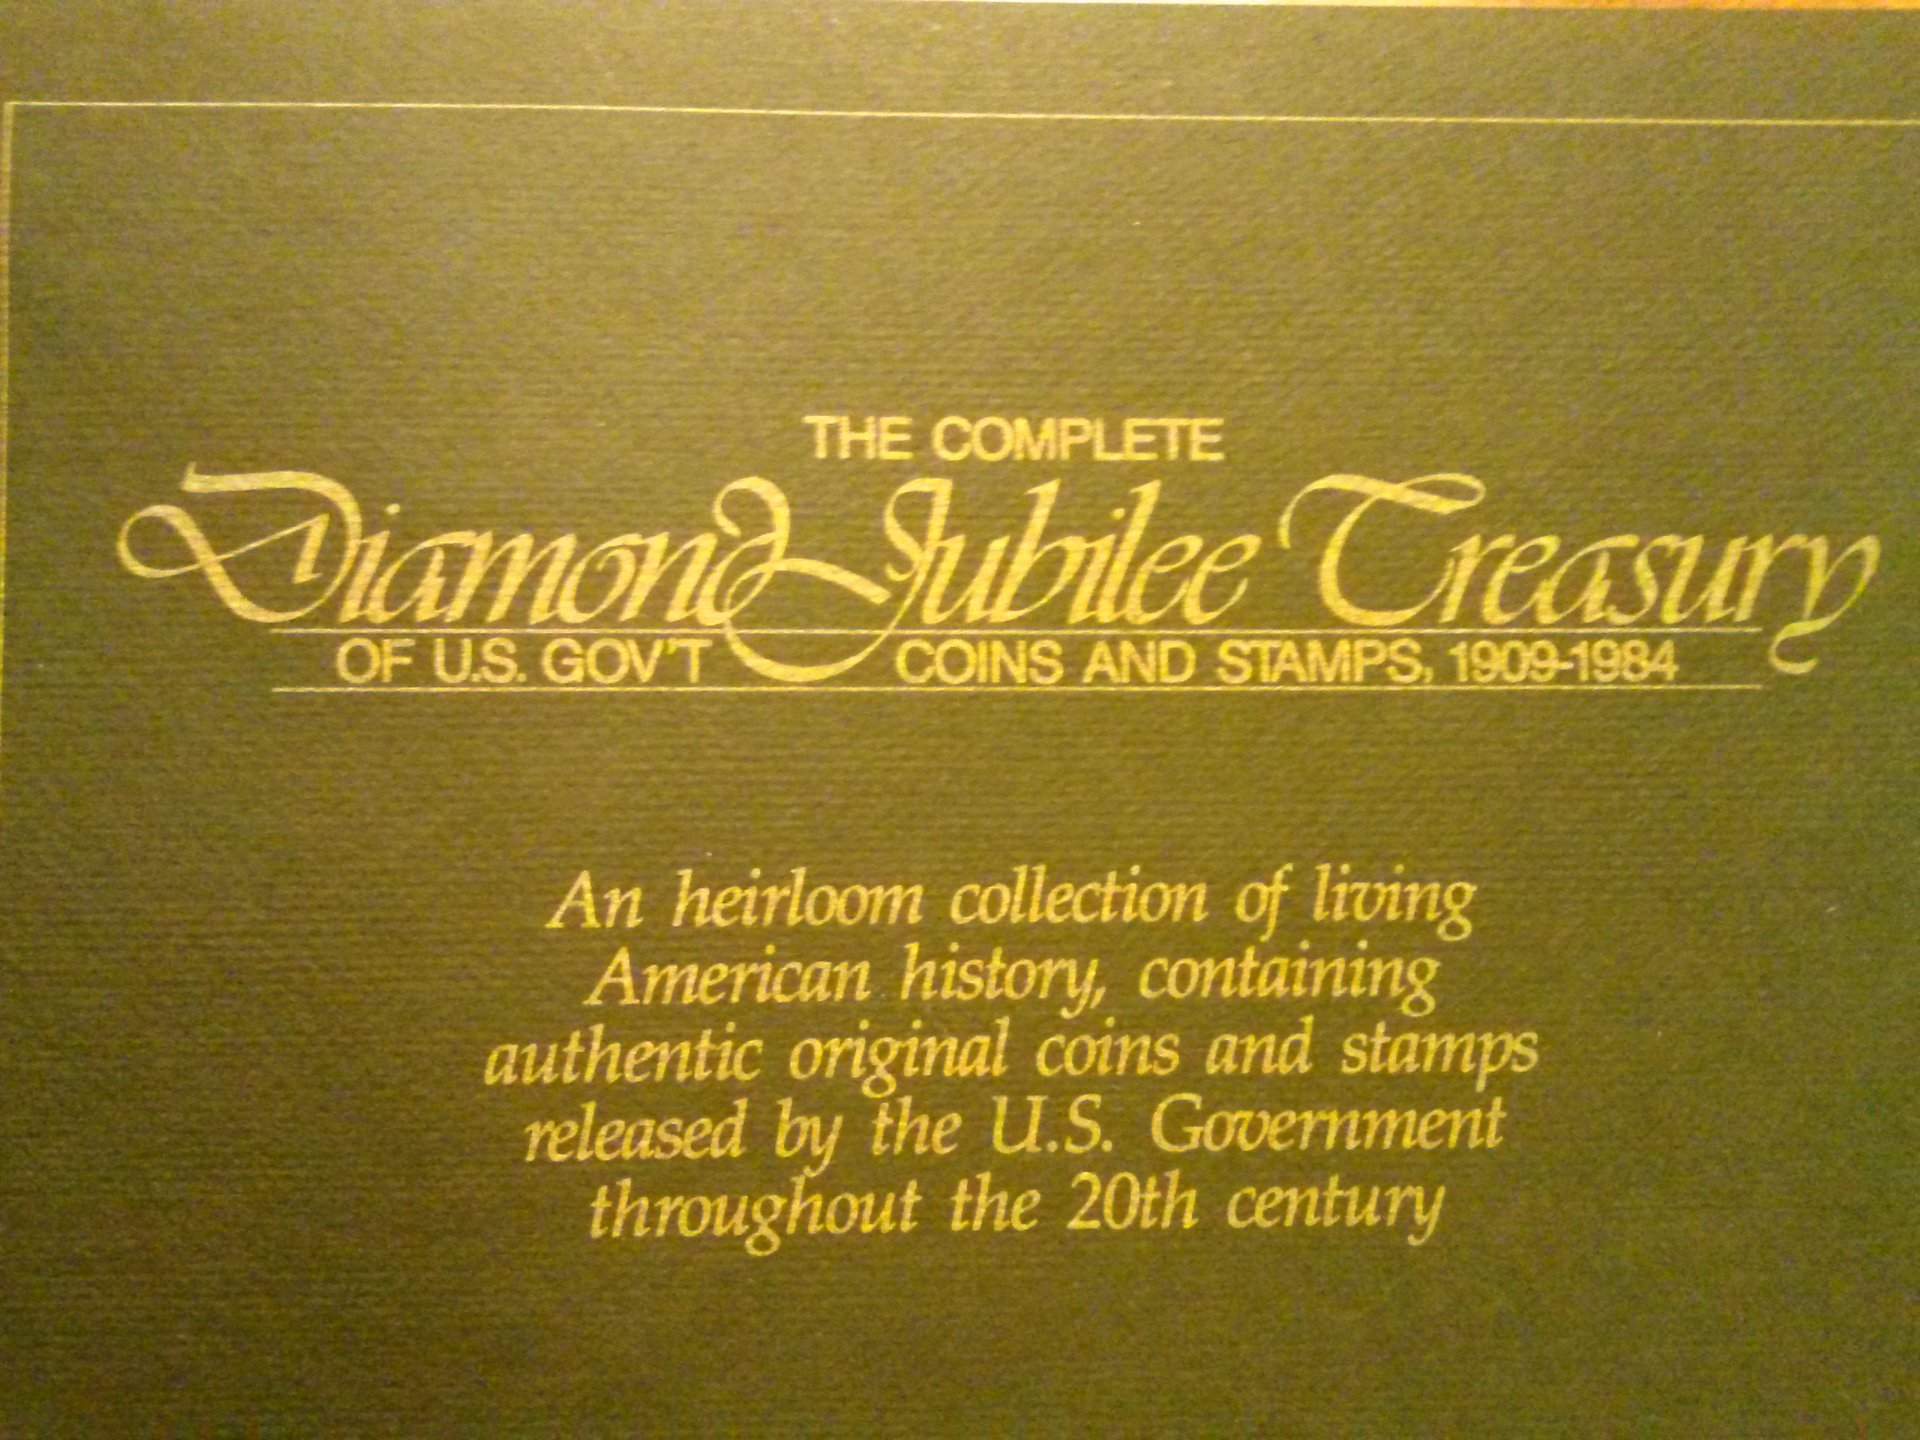 THE COMPLETE
Diamond Jubilee Treasury
OF U.S. GOV'T COINS AND STAMPS, 1909-1984
An heirloom collection of living
American history, containing
authentic original coins and stamps
released by the U.S. Government
throughout the 20th century